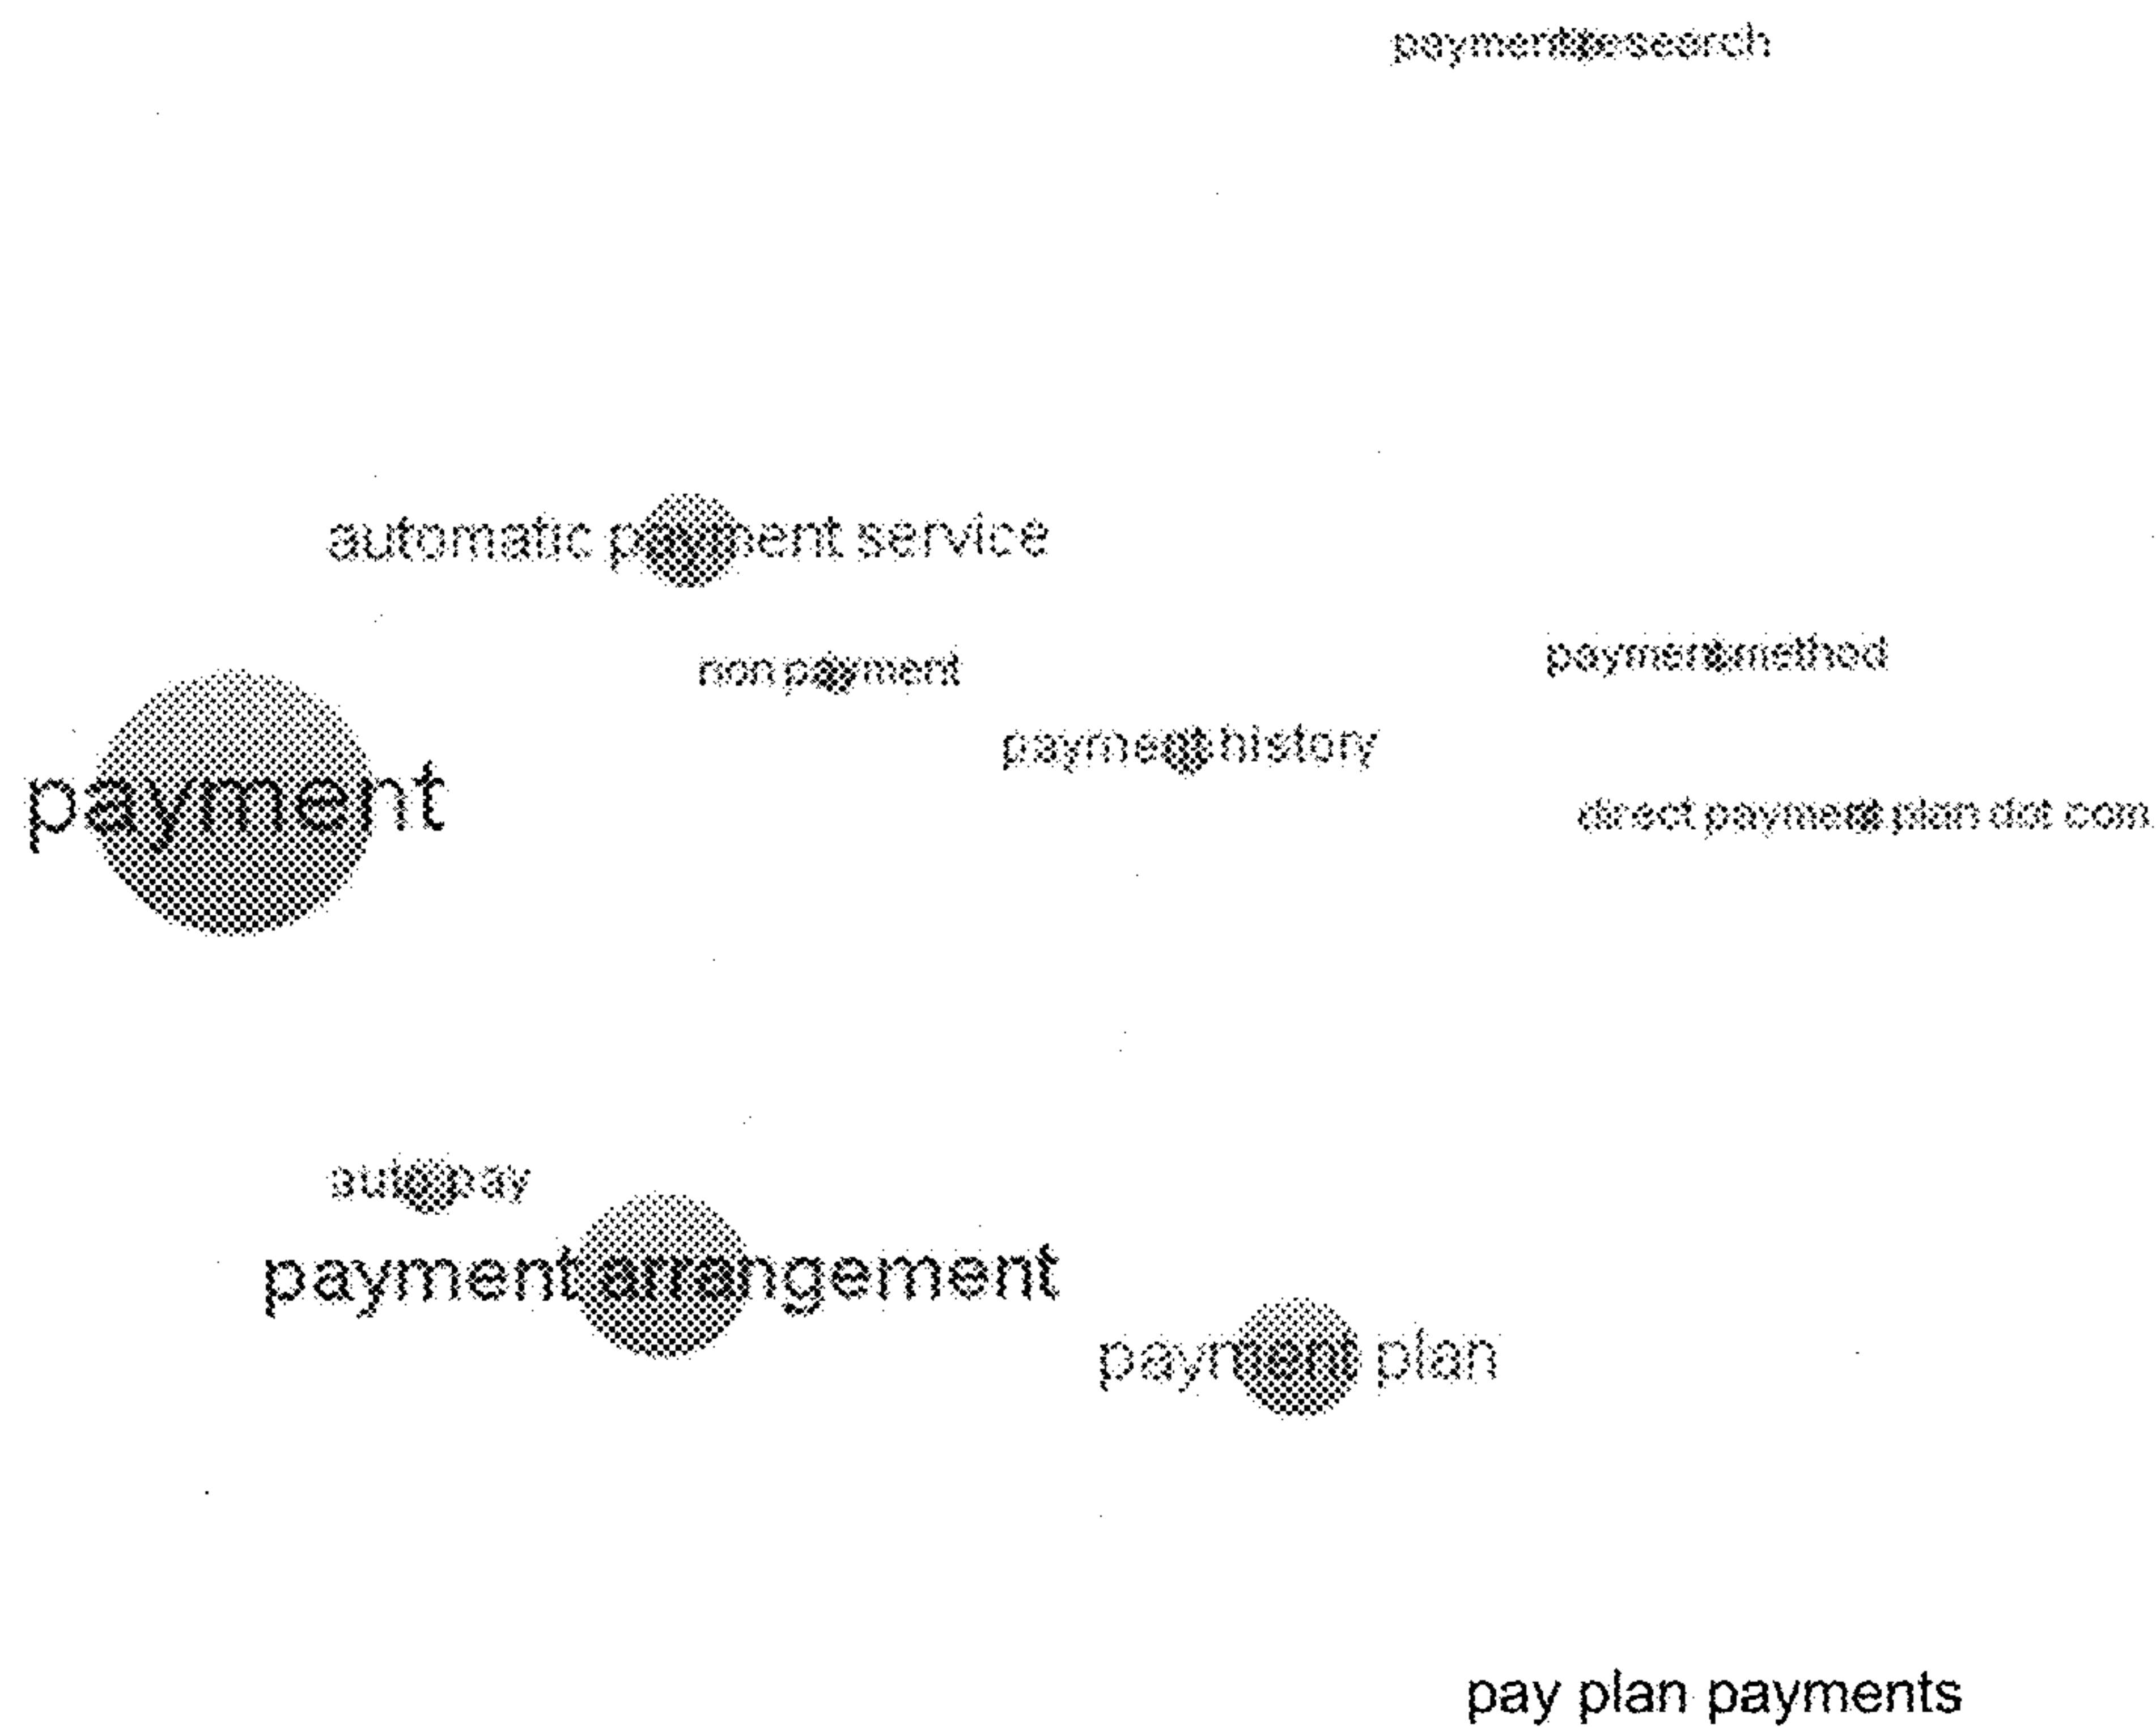 payment research
automatic payment service
payment method
non payment
payment history
payment
direct payment plan dot com
auto pay
payment arrangement
payment plan
pay plan payments